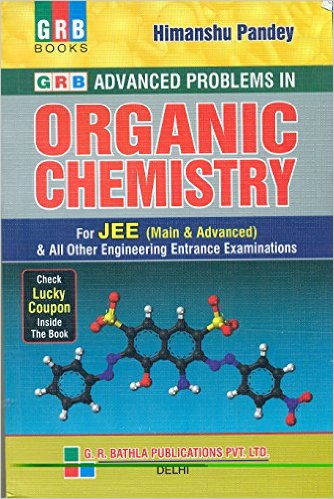 GRB
BOOKS
Himanshu Pandey
GRB ADVANCED PROBLEMS IN
ORGANIC
CHEMISTRY
For JEE (Main & Advanced)
& All Other Engineering Entrance Examinations
Check
Lucky
Coupon
Inside
The Book
G. R. BATHLA PUBLICATIONS PVT. LTD.
DELHI